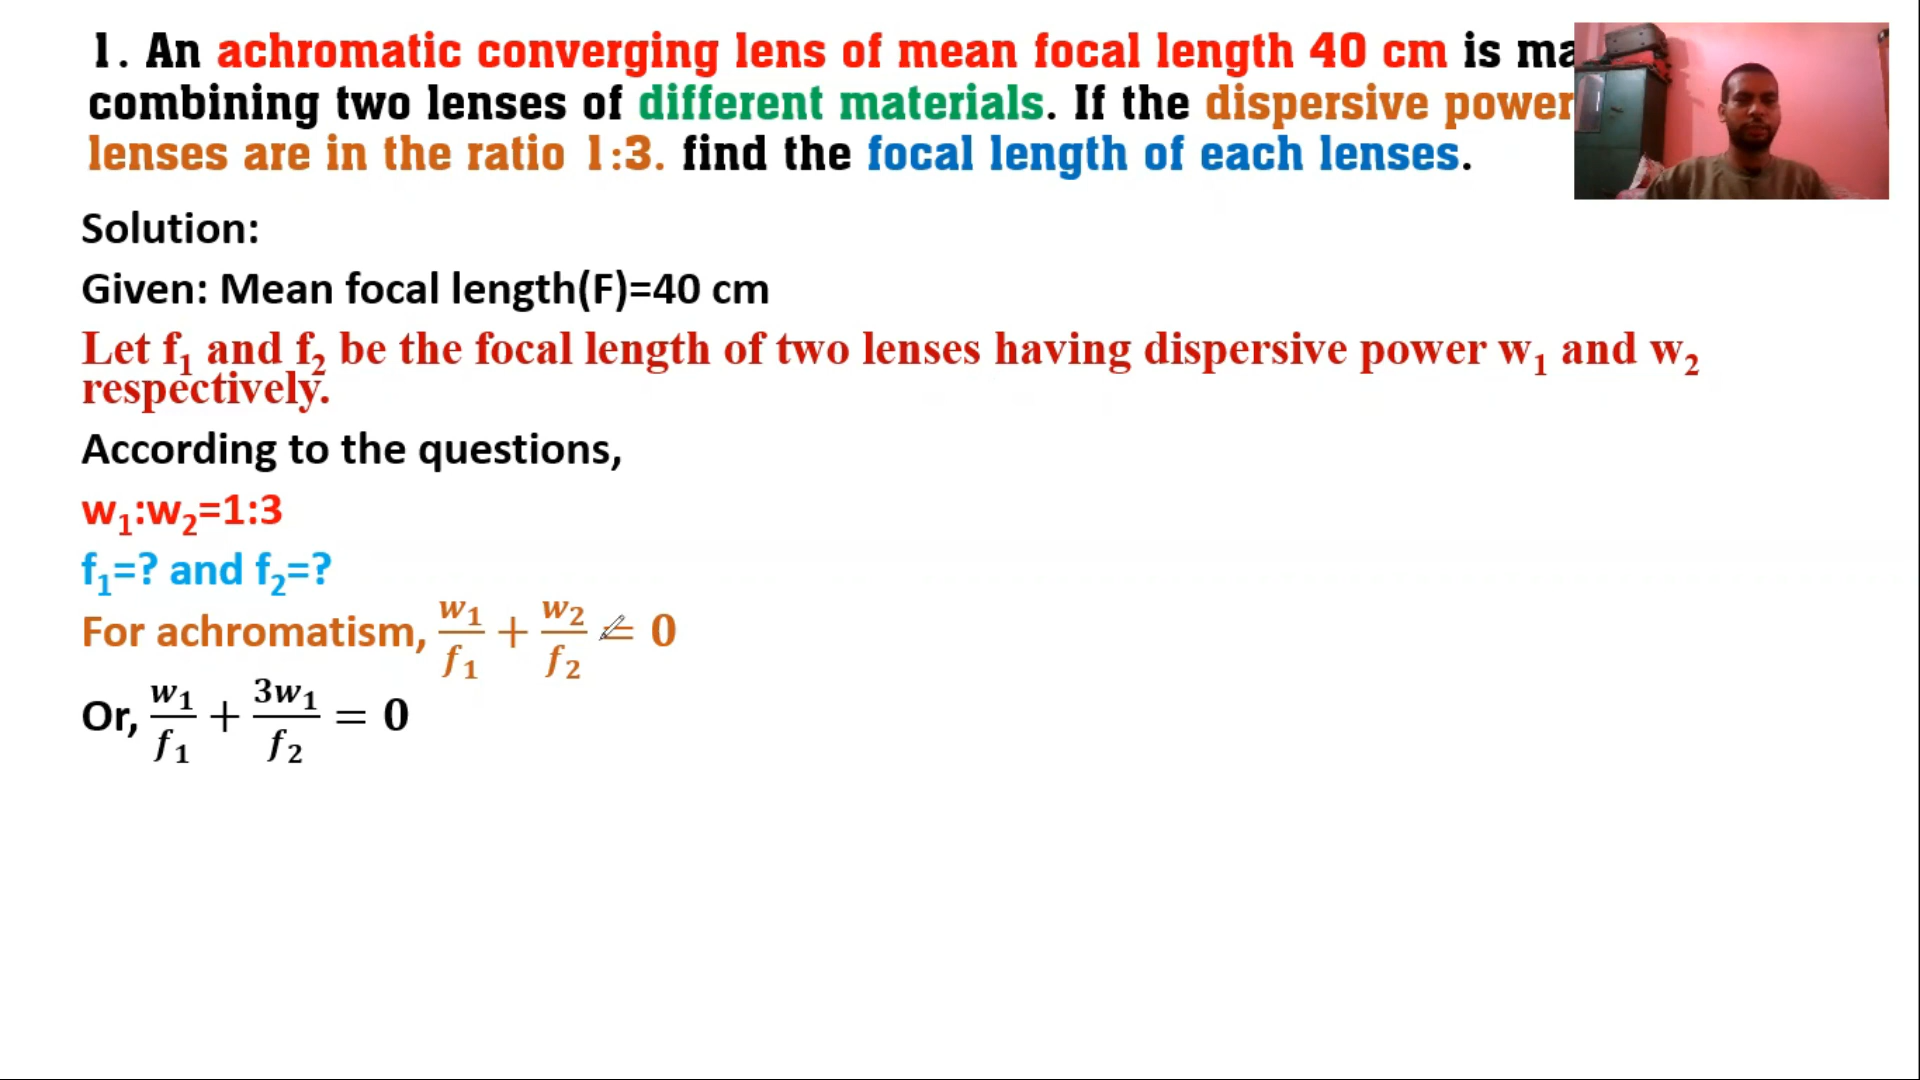 1. An achromatic converging lens of mean focal length 40 cm is
combining two lenses of different materials. If the dispersive power
lenses are in the ratio 1:3. find the focal length of each lenses.
Solution:
Given: Mean focal length(F)=40 cm
Let f₁ and f₂ be the focal length of two lenses having dispersive power w₁ and w₂
respectively.
According to the questions,
w₁:w₂=1:3
f₁=? and f₂=?
For achromatism, w₁/f₁ + w₂/f₂ = 0
Or, w₁/f₁ + 3w₁/f₂ = 0